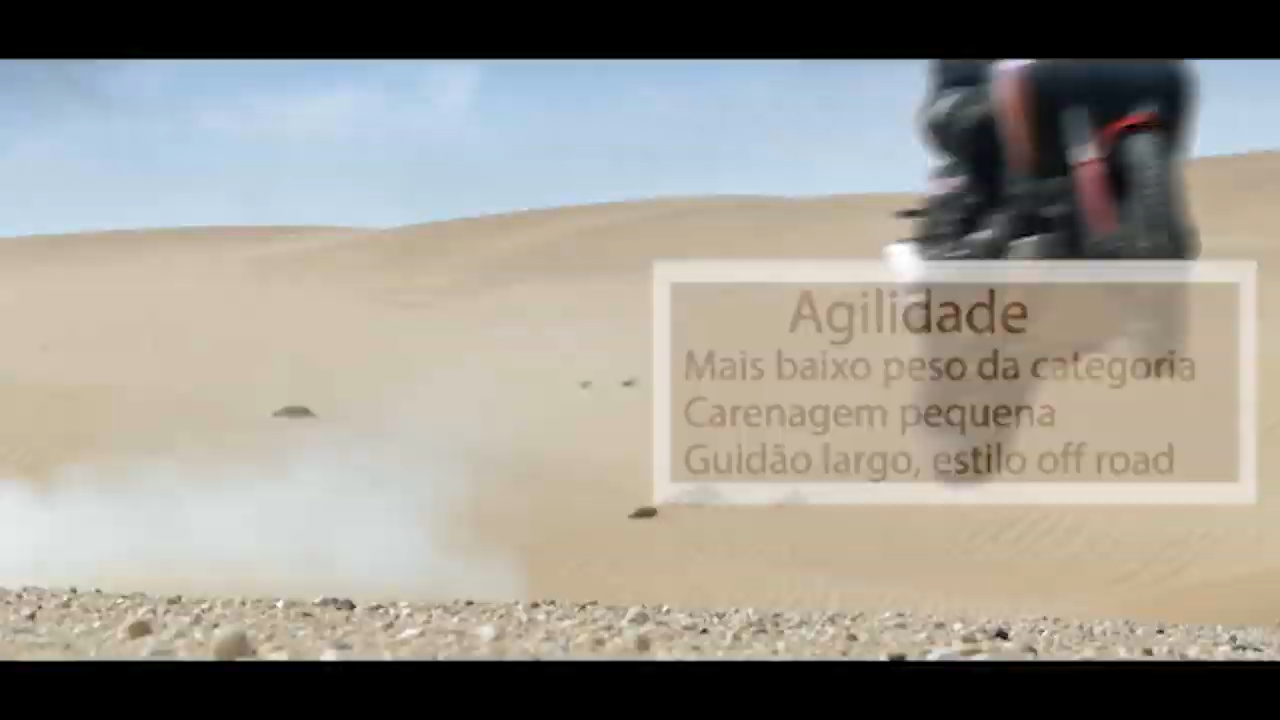 Agilidade
Mais baixo peso da categoria
Carenagem pequena
Guidão largo, estilo off road